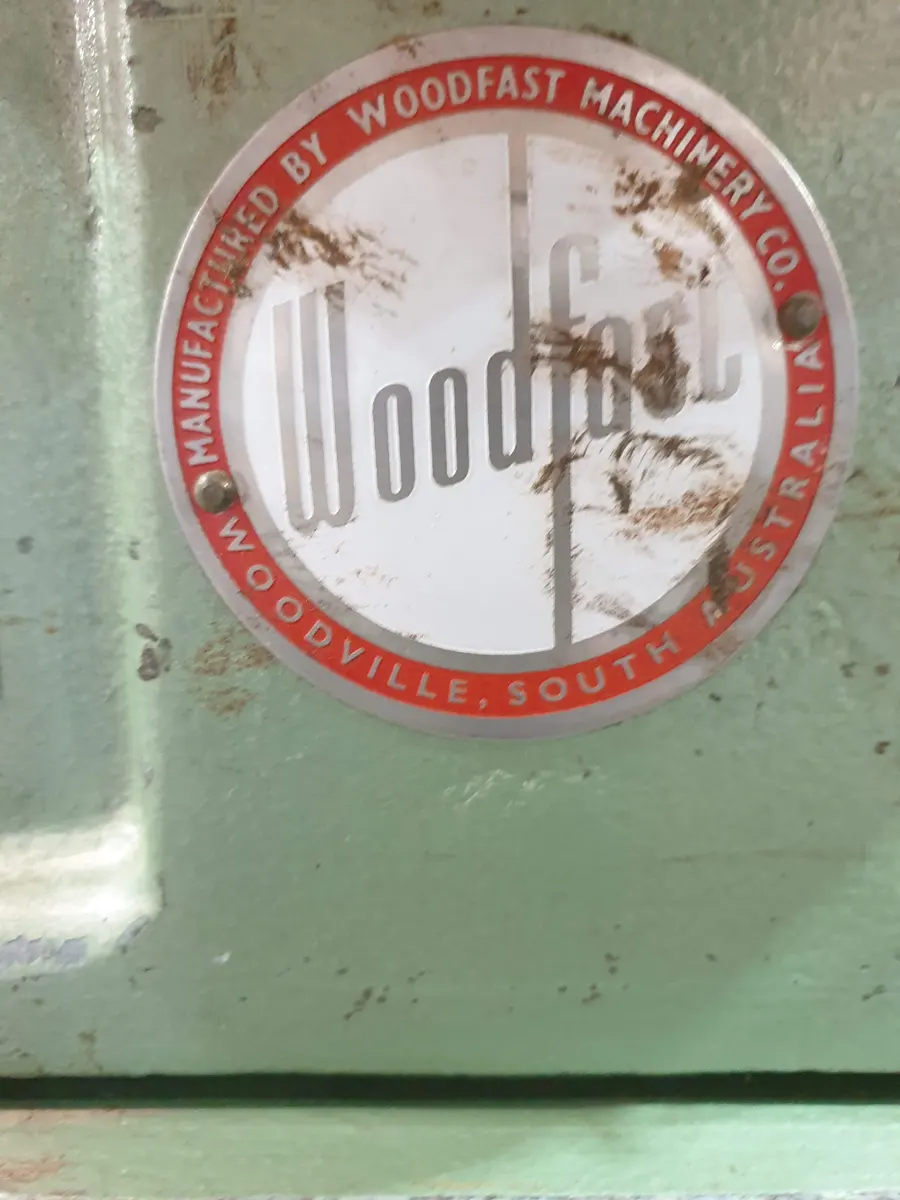 MANUFACTURED BY WOODFAST MACHINERY CO.
Woodfast
WOODVILLE, SOUTH AUSTRALIA